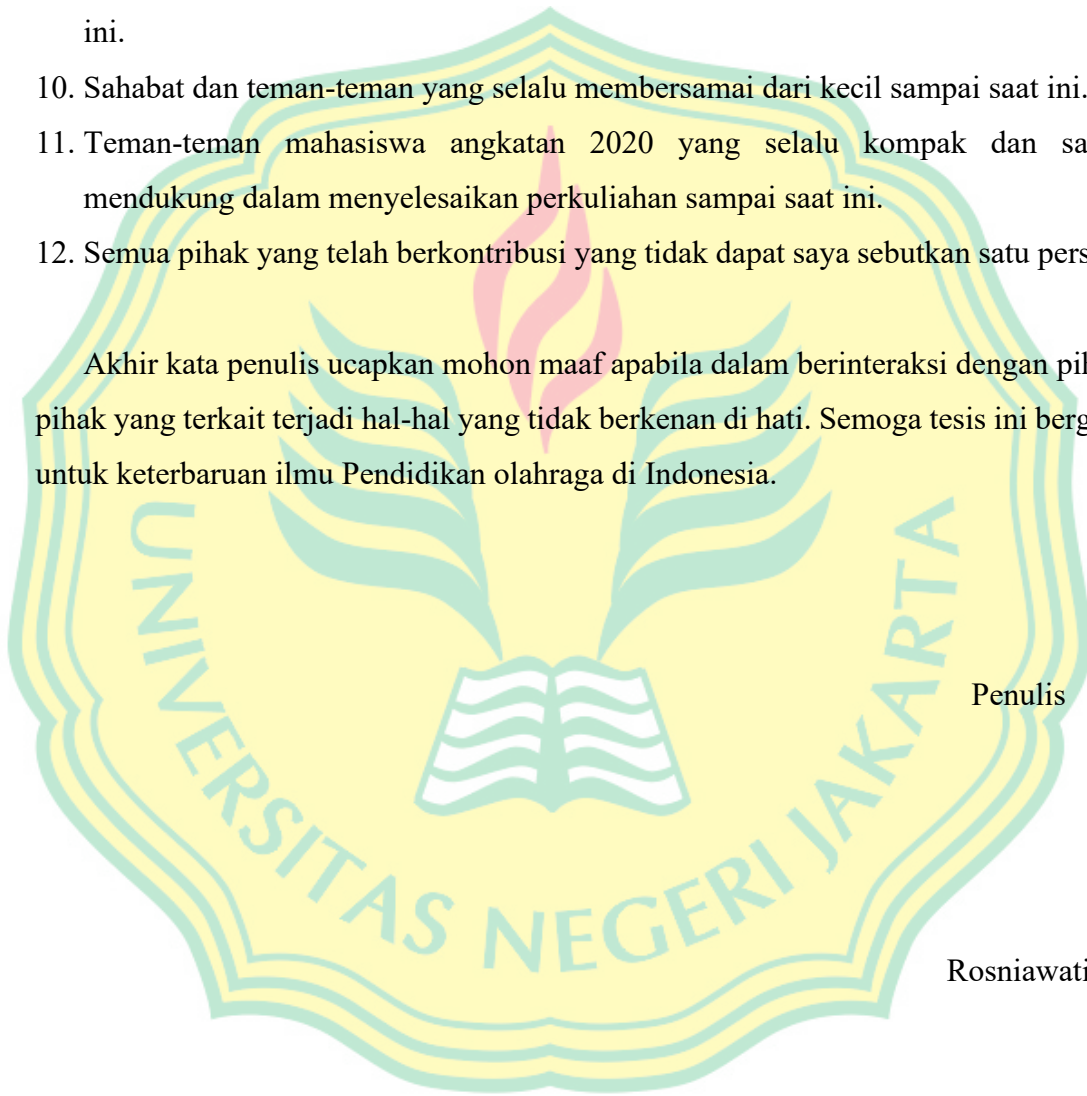 ini.
10. Sahabat dan teman-teman yang selalu membersamai dari kecil sampai saat ini.
11. Teman-teman mahasiswa angkatan 2020 yang selalu kompak dan
mendukung dalam menyelesaikan perkuliahan sampai saat ini.
12. Semua pihak yang telah berkontribusi yang tidak dapat saya sebutkan satu
Akhir kata penulis ucapkan mohon maaf apabila dalam berinteraksi dengan
pihak yang terkait terjadi hal-hal yang tidak berkenan di hati. Semoga tesis ini
untuk keterbaruan ilmu Pendidikan olahraga di Indonesia.
Penulis
Rosniawati
UNIVERSITAS NEGERI JAKARTA